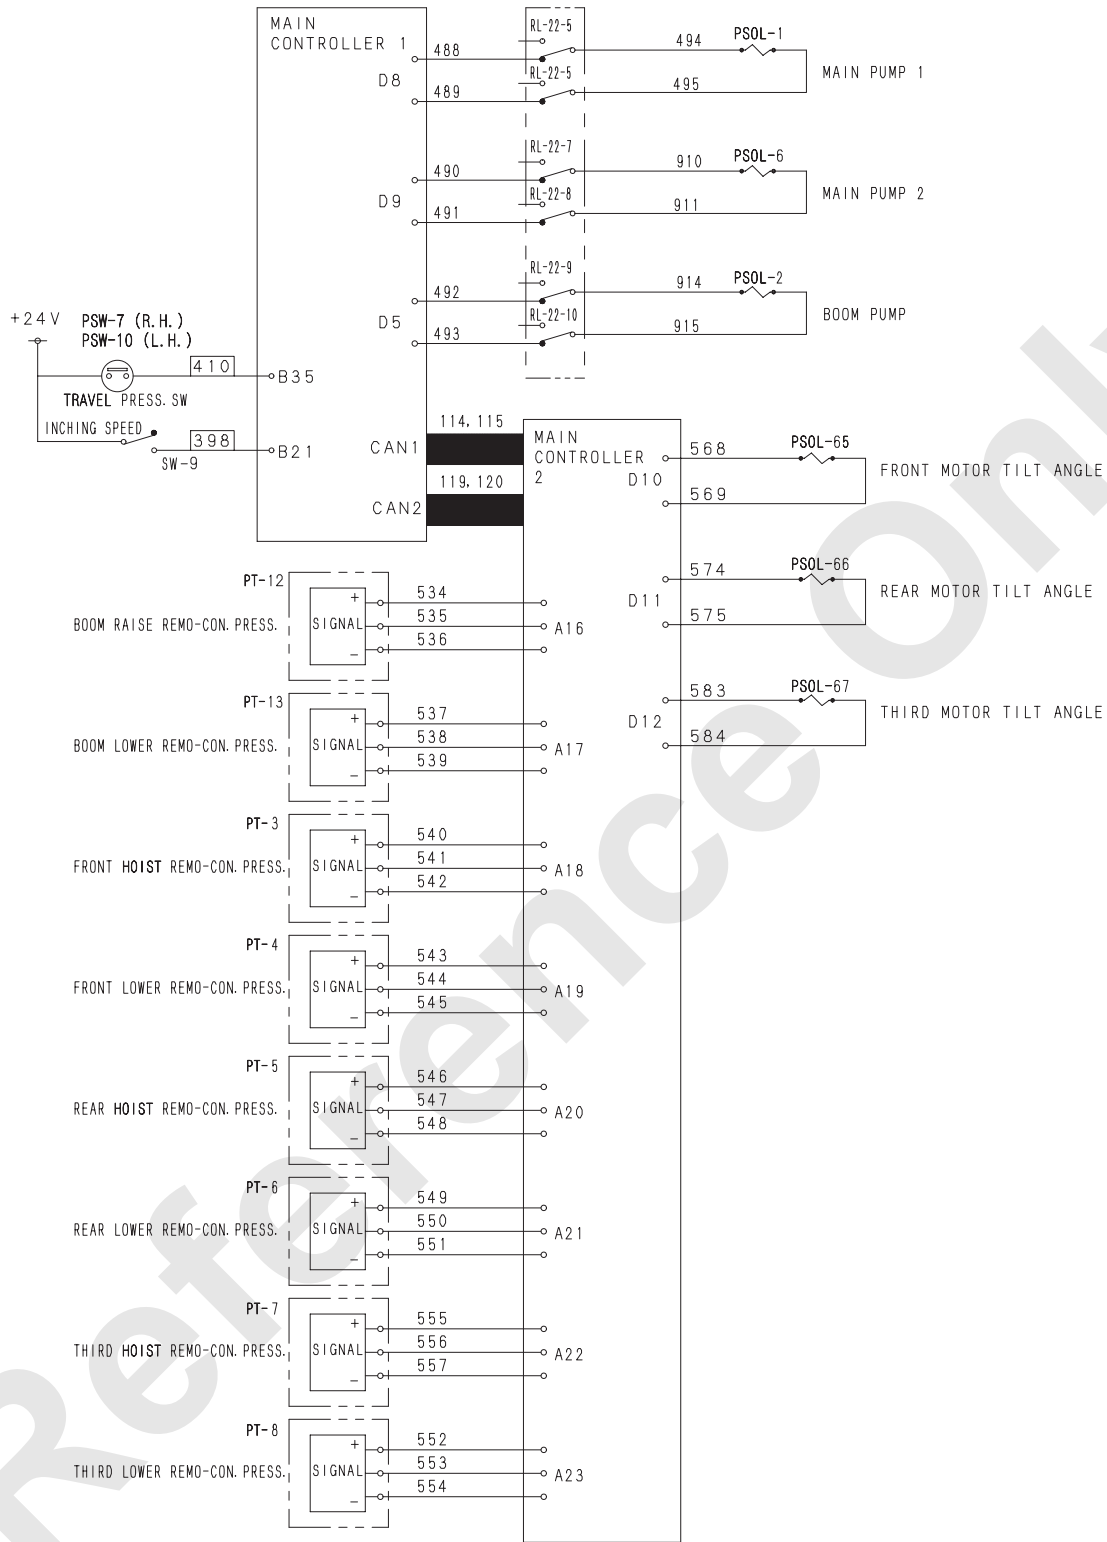 MAIN
CONTROLLER 1
D8
488
489
RL-22-5
RL-22-5
494
495
PSOL-1
MAIN PUMP 1
D9
490
491
RL-22-7
RL-22-8
910
911
PSOL-6
MAIN PUMP 2
D5
492
493
RL-22-9
RL-22-10
914
915
PSOL-2
BOOM PUMP
+24V
PSW-7 (R.H.)
PSW-10 (L.H.)
410
B35
TRAVEL PRESS. SW
INCHING SPEED
398
B21
SW-9
CAN1
114, 115
CAN2
119, 120
MAIN
CONTROLLER
2
D10
568
569
PSOL-65
FRONT MOTOR TILT ANGLE
D11
574
575
PSOL-66
REAR MOTOR TILT ANGLE
D12
583
584
PSOL-67
THIRD MOTOR TILT ANGLE
PT-12
BOOM RAISE REMO-CON. PRESS.
+
SIGNAL
−
534
535
536
A16
PT-13
BOOM LOWER REMO-CON. PRESS.
+
SIGNAL
−
537
538
539
A17
PT-3
FRONT HOIST REMO-CON. PRESS.
+
SIGNAL
−
540
541
542
A18
PT-4
FRONT LOWER REMO-CON. PRESS.
+
SIGNAL
−
543
544
545
A19
PT-5
REAR HOIST REMO-CON. PRESS.
+
SIGNAL
−
546
547
548
A20
PT-6
REAR LOWER REMO-CON. PRESS.
+
SIGNAL
−
549
550
551
A21
PT-7
THIRD HOIST REMO-CON. PRESS.
+
SIGNAL
−
555
556
557
A22
PT-8
THIRD LOWER REMO-CON. PRESS.
+
SIGNAL
−
552
553
554
A23
Reference Only